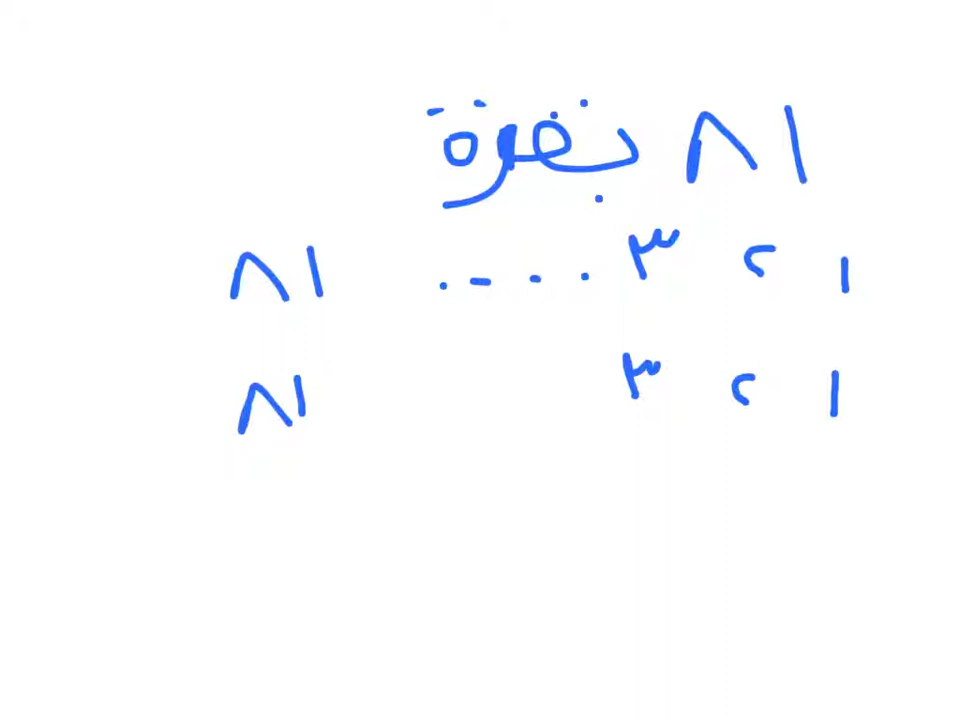 ٨١ بقرة
١ ٢ ٣ .... ٨١
١ ٢ ٣ ٨١